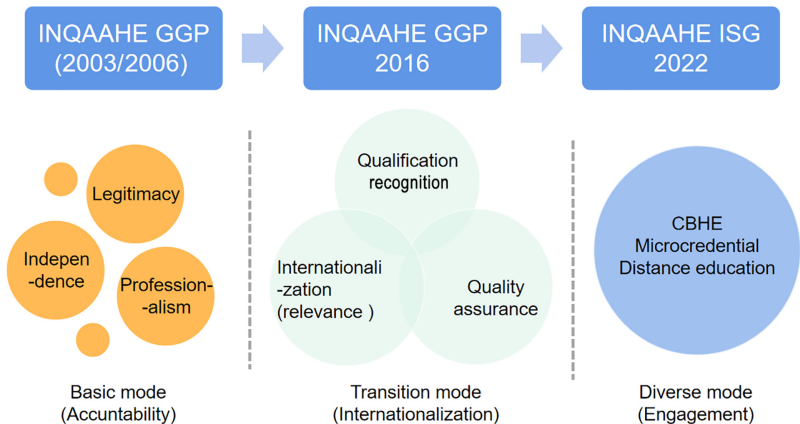 INQAAHE GGP
(2003/2006)
INQAAHE GGP
2016
INQAAHE ISG
2022
Legitimacy
Indepen
-dence
Profession-
-alism
Qualification
recognition
Internationali
-zation
(relevance )
Quality
assurance
CBHE
Microcredential
Distance education
Basic mode
(Accountability)
Transition mode
(Internationalization)
Diverse mode
(Engagement)